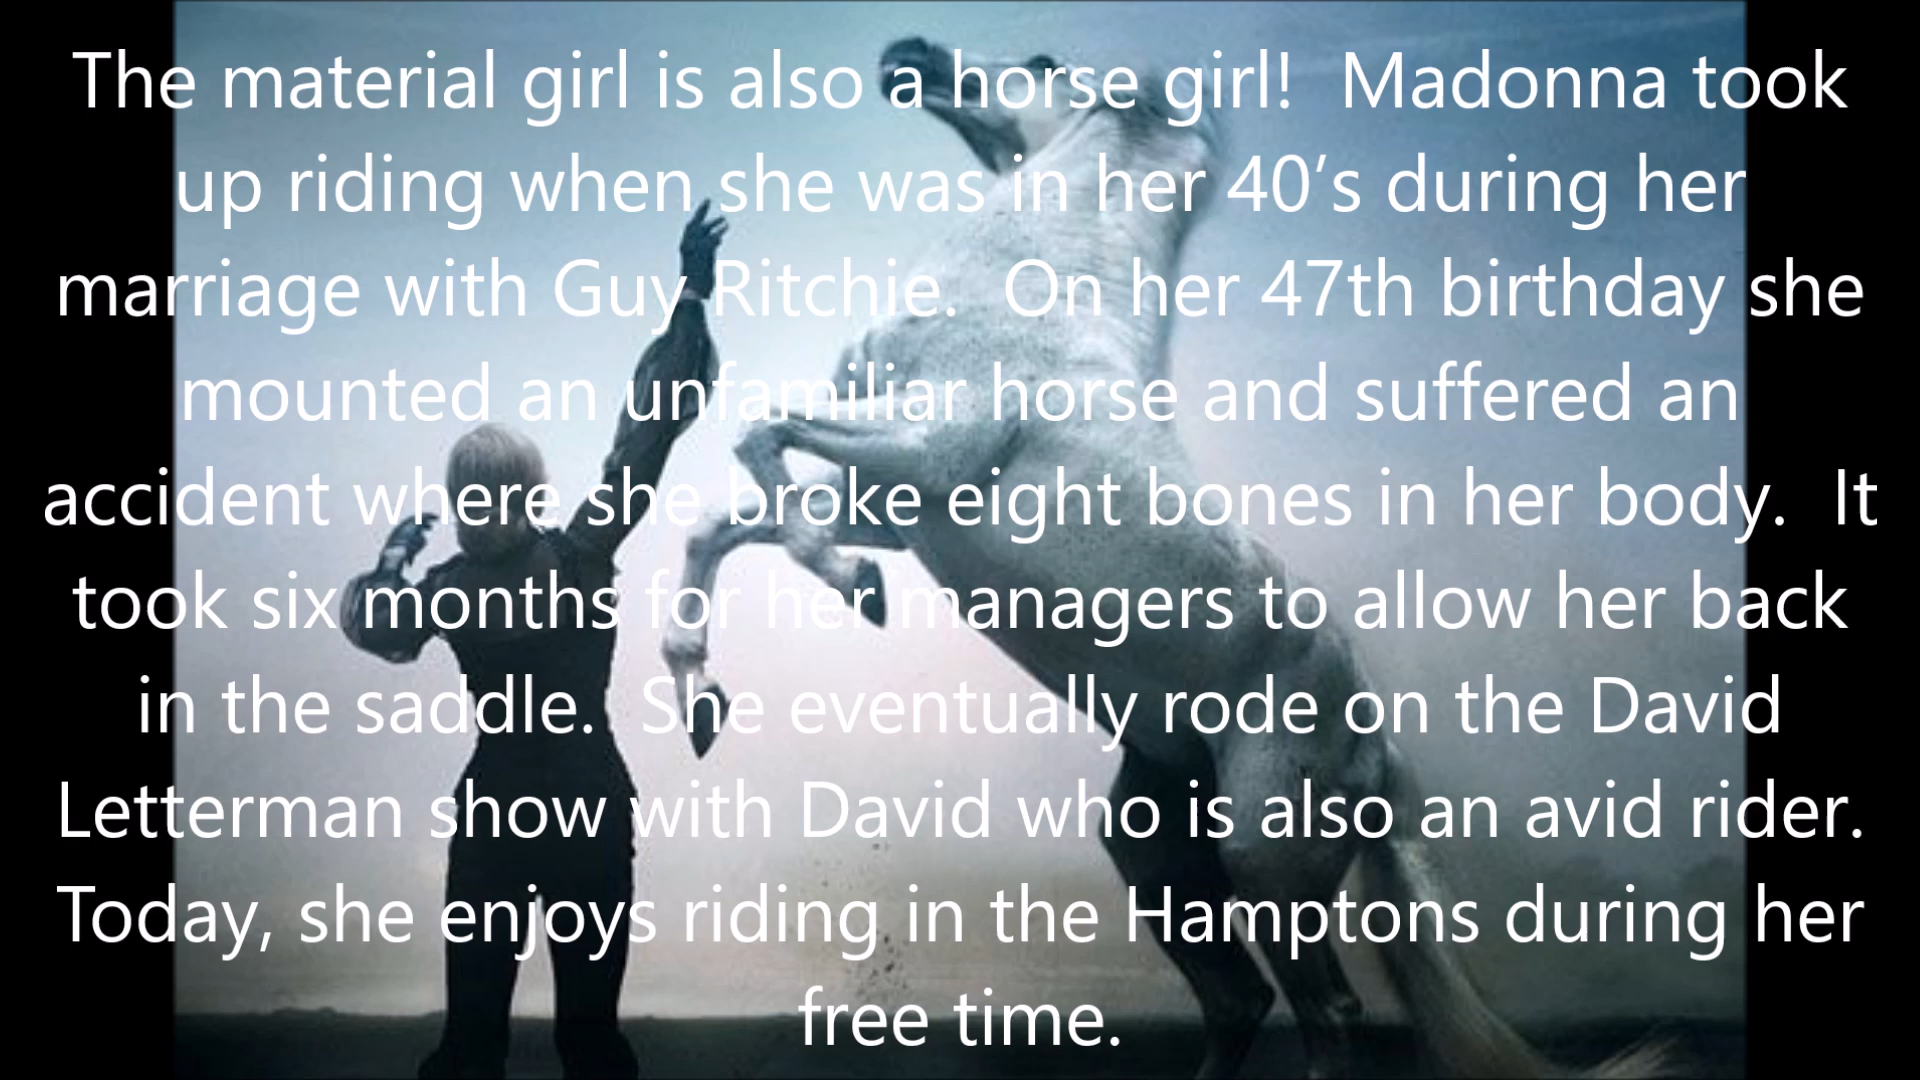 The material girl is also a horse girl!  Madonna took
up riding when she was in her 40’s during her
marriage with Guy Ritchie.  On her 47th birthday she
mounted an unfamiliar horse and suffered an
accident where she broke eight bones in her body.  It
took six months for her managers to allow her back
in the saddle.  She eventually rode on the David
Letterman show with David who is also an avid rider.
Today, she enjoys riding in the Hamptons during her
free time.